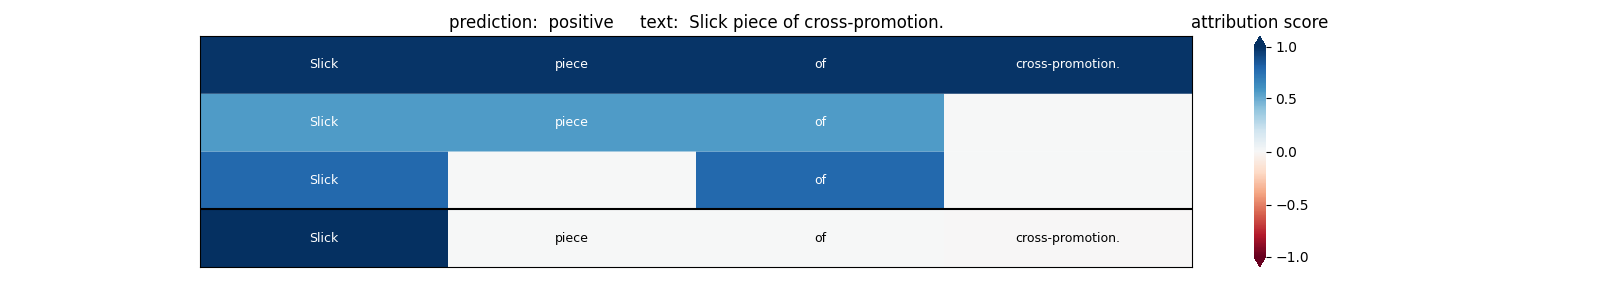 prediction:  positive     text:  Slick piece of cross-promotion.
attribution score
Slick piece of cross-promotion.
Slick piece of
Slick of
Slick piece of cross-promotion.
1.0
0.5
0.0
−0.5
−1.0